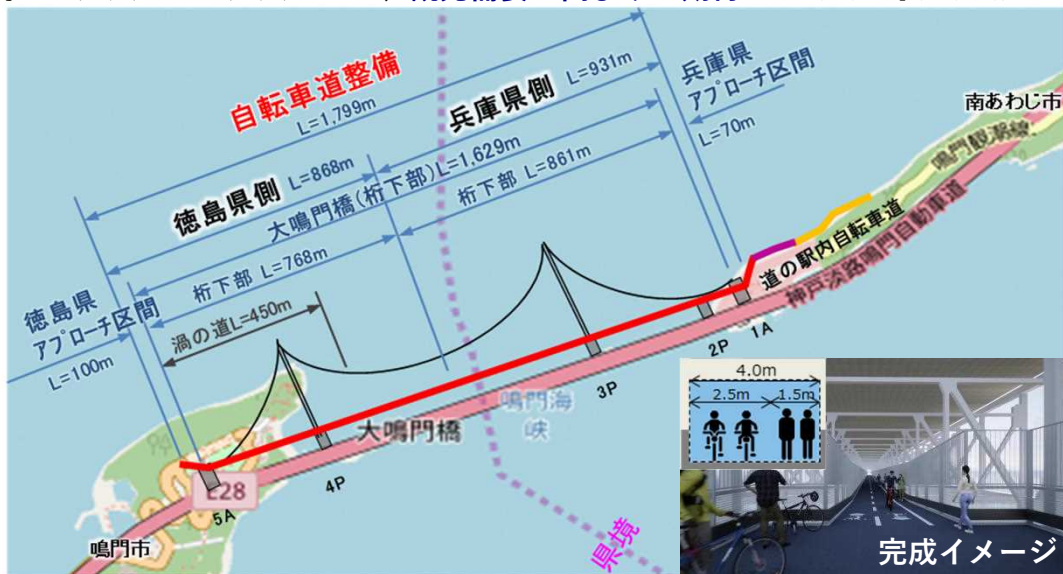 自転車道整備
L=1,799m
兵庫県側 L=931m
兵庫県
アプローチ区間
L=70m
徳島県側 L=868m
大鳴門橋(桁下部)L=1,629m
桁下部 L=861m
桁下部 L=768m
徳島県
アプローチ区間
L=100m
渦の道L=450m
南あわじ市
鳴門観潮線
道の駅内自転車道
神戸淡路鳴門自動車道
1A
2P
3P
鳴門海
峡
大鳴門橋
4P
E28
5A
鳴門市
県境
4.0m
2.5m
1.5m
完成イメージ